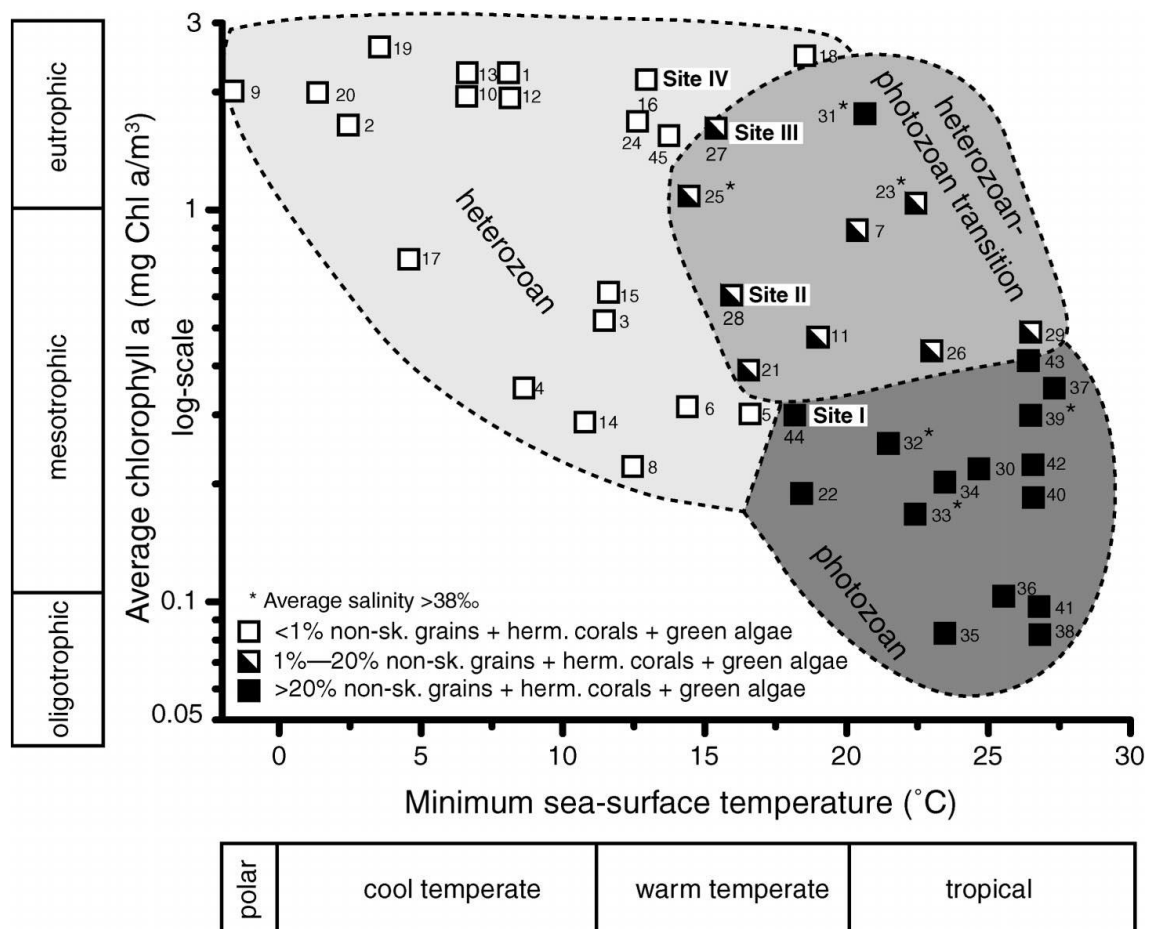 eutrophic
mesotrophic
oligotrophic
Average chlorophyll a (mg Chl a/m³)
log-scale
3
1
0.1
0.05
19
13
1
18
9
20
10
12
Site IV
16
2
24
45
Site III
27
31*
photozoan transition
heterozoan-
25*
23*
7
heterozoan
17
15
3
Site II
28
11
26
29
43
21
4
37
14
6
5
Site I
44
39*
32*
8
30
42
22
34
40
33*
photozoan
36
41
35
38
* Average salinity >38‰
<1% non-sk. grains + herm. corals + green algae
1%—20% non-sk. grains + herm. corals + green algae
>20% non-sk. grains + herm. corals + green algae
0
5
10
15
20
25
30
Minimum sea-surface temperature (˚C)
polar
cool temperate
warm temperate
tropical